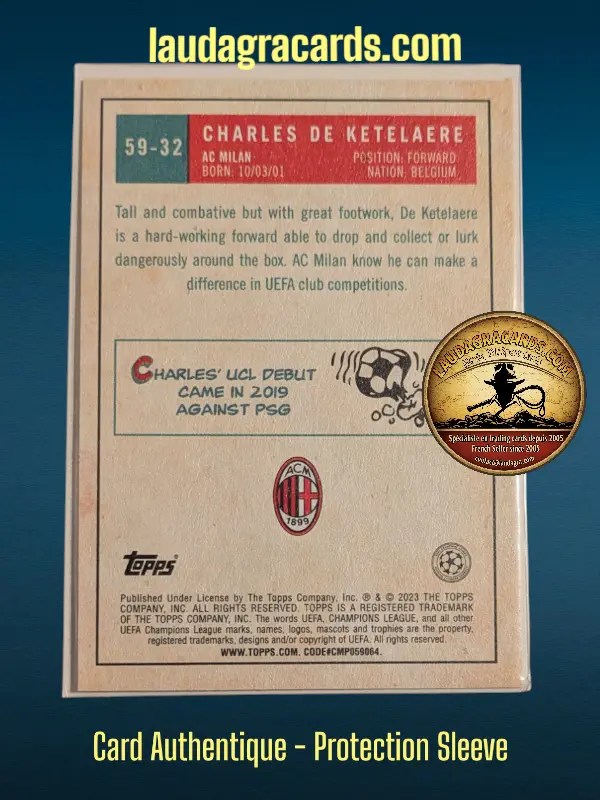 laudagracards.com
59-32
CHARLES DE KETELAERE
AC MILAN
POSITION: FORWARD
BORN: 10/03/01
NATION: BELGIUM
Tall and combative but with great footwork, De Ketelaere
is a hard-working forward able to drop and collect or lurk
dangerously around the box. AC Milan know he can make a
difference in UEFA club competitions.
CHARLES' UCL DEBUT
CAME IN 2019
AGAINST PSG
LAUDAGRACARDS.COM
Spécialiste en trading cards depuis 2005
French Seller since 2005
ACM
1899
TOPPS
Published Under License by The Topps Company, Inc. ® & © 2023 THE TOPPS
COMPANY, INC. ALL RIGHTS RESERVED. TOPPS IS A REGISTERED TRADEMARK
OF THE TOPPS COMPANY, INC. The words UEFA, CHAMPIONS LEAGUE, and all other
UEFA Champions League marks, names, logos, mascots and trophies are the property,
registered trademarks, designs and/or copyright of UEFA. All rights reserved.
WWW.TOPPS.COM. CODE#CMP059064.
Card Authentique - Protection Sleeve